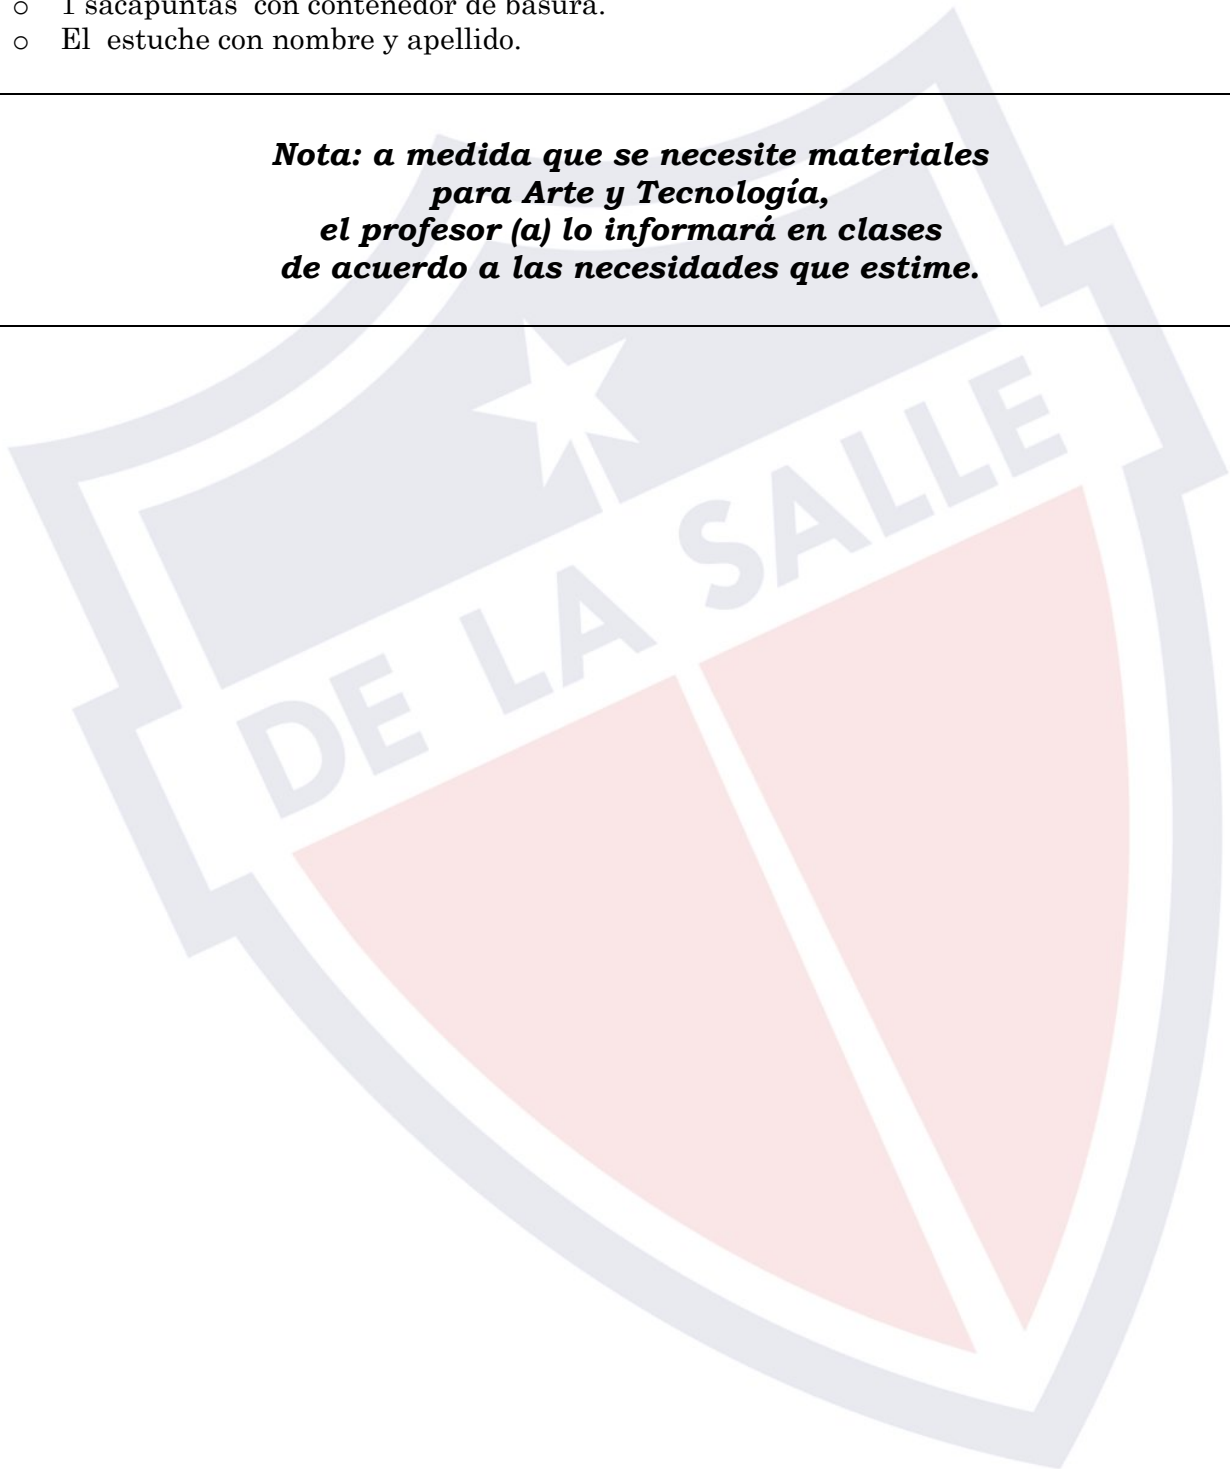 o 1 sacapuntas con contenedor de basura.
o El estuche con nombre y apellido.
Nota: a medida que se necesite materiales
para Arte y Tecnología,
el profesor (a) lo informará en clases
de acuerdo a las necesidades que estime.
DE LA SALLE